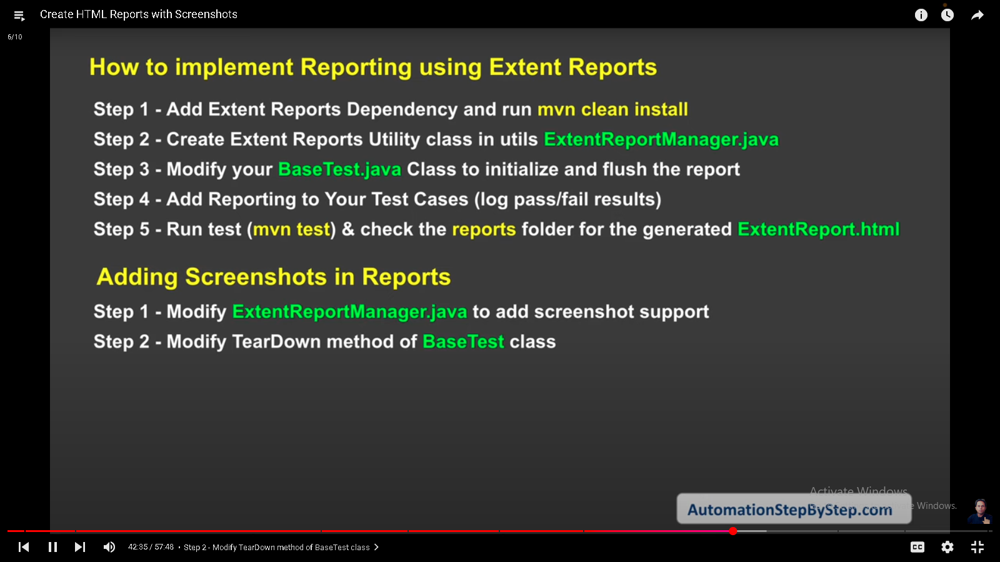 Create HTML Reports with Screenshots
6/10
How to implement Reporting using Extent Reports
Step 1 - Add Extent Reports Dependency and run mvn clean install
Step 2 - Create Extent Reports Utility class in utils ExtentReportManager.java
Step 3 - Modify your BaseTest.java Class to initialize and flush the report
Step 4 - Add Reporting to Your Test Cases (log pass/fail results)
Step 5 - Run test (mvn test) & check the reports folder for the generated ExtentReport.html
Adding Screenshots in Reports
Step 1 - Modify ExtentReportManager.java to add screenshot support
Step 2 - Modify TearDown method of BaseTest class
Activate Windows
Windows.
AutomationStepByStep.com
42:35 / 57:48 • Step 2 - Modify TearDown method of BaseTest class
CC